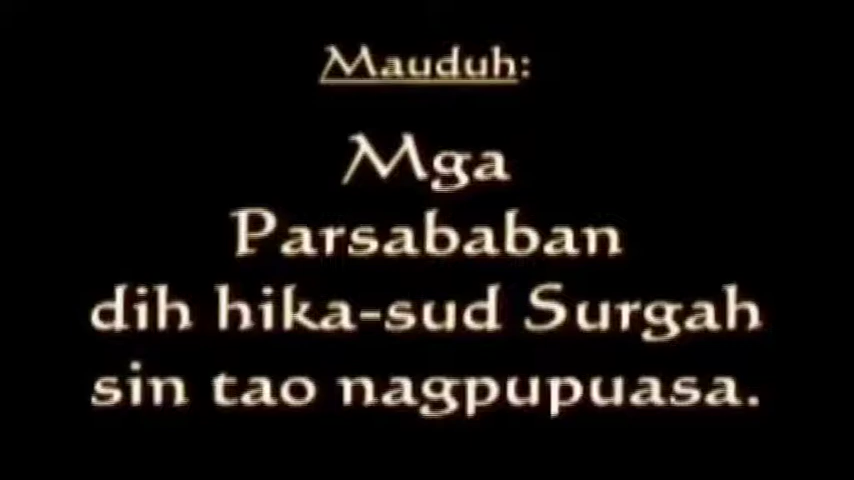 Mauduh:
Mga
Parsababan
dih hika-sud Surgah
sin tao nagpupuasa.